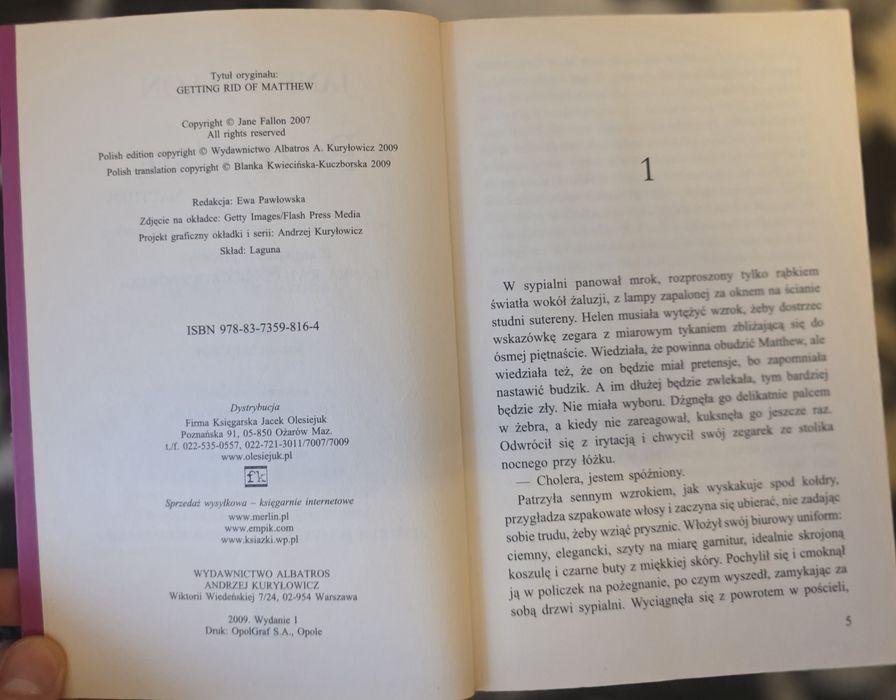 Tytuł oryginału:
GETTING RID OF MATTHEW
Copyright © Jane Fallon 2007
All rights reserved
Polish edition copyright © Wydawnictwo Albatros A. Kuryłowicz 2009
Polish translation copyright © Blanka Kwiecińska-Kuczborska 2009
Redakcja: Ewa Pawłowska
Zdjęcie na okładce: Getty Images/Flash Press Media
Projekt graficzny okładki i serii: Andrzej Kuryłowicz
Skład: Laguna
ISBN 978-83-7359-816-4
Dystrybucja
Firma Księgarska Jacek Olesiejuk
Poznańska 91, 05-850 Ożarów Maz.
t./f. 022-535-0557, 022-721-3011/7007/7009
www.olesiejuk.pl
fk
Sprzedaż wysyłkowa – księgarnie internetowe
www.merlin.pl
www.empik.com
www.ksiazki.wp.pl
WYDAWNICTWO ALBATROS
ANDRZEJ KURYŁOWICZ
Wiktorii Wiedeńskiej 7/24, 02-954 Warszawa
2009. Wydanie I
Druk: OpolGraf S.A., Opole
1
W sypialni panował mrok, rozproszony tylko rąbkiem
światła wokół żaluzji, z lampy zapalonej za oknem na ścianie
studni sutereny. Helen musiała wytężyć wzrok, żeby dostrzec
wskazówkę zegara z miarowym tykaniem zbliżającą się do
ósmej piętnaście. Wiedziała, że powinna obudzić Matthew, ale
wiedziała też, że on będzie miał pretensje, bo zapomniała
nastawić budzik. A im dłużej będzie zwlekała, tym bardziej
będzie zły. Nie miała wyboru. Dźgnęła go delikatnie palcem
w żebra, a kiedy nie zareagował, kuksnęła go jeszcze raz.
Odwrócił się z irytacją i chwycił swój zegarek ze stolika
nocnego przy łóżku.
— Cholera, jestem spóźniony.
Patrzyła sennym wzrokiem, jak wyskakuje spod kołdry,
przygładza szpakowate włosy i zaczyna się ubierać, nie zadając
sobie trudu, żeby wziąć prysznic. Włożył swój biurowy uniform:
ciemny, elegancki, szyty na miarę garnitur, idealnie skrojoną
koszulę i czarne buty z miękkiej skóry. Pochylił się i cmoknął
ją w policzek na pożegnanie, po czym wyszedł, zamykając za
sobą drzwi sypialni. Wyciągnęła się z powrotem w pościeli,
5